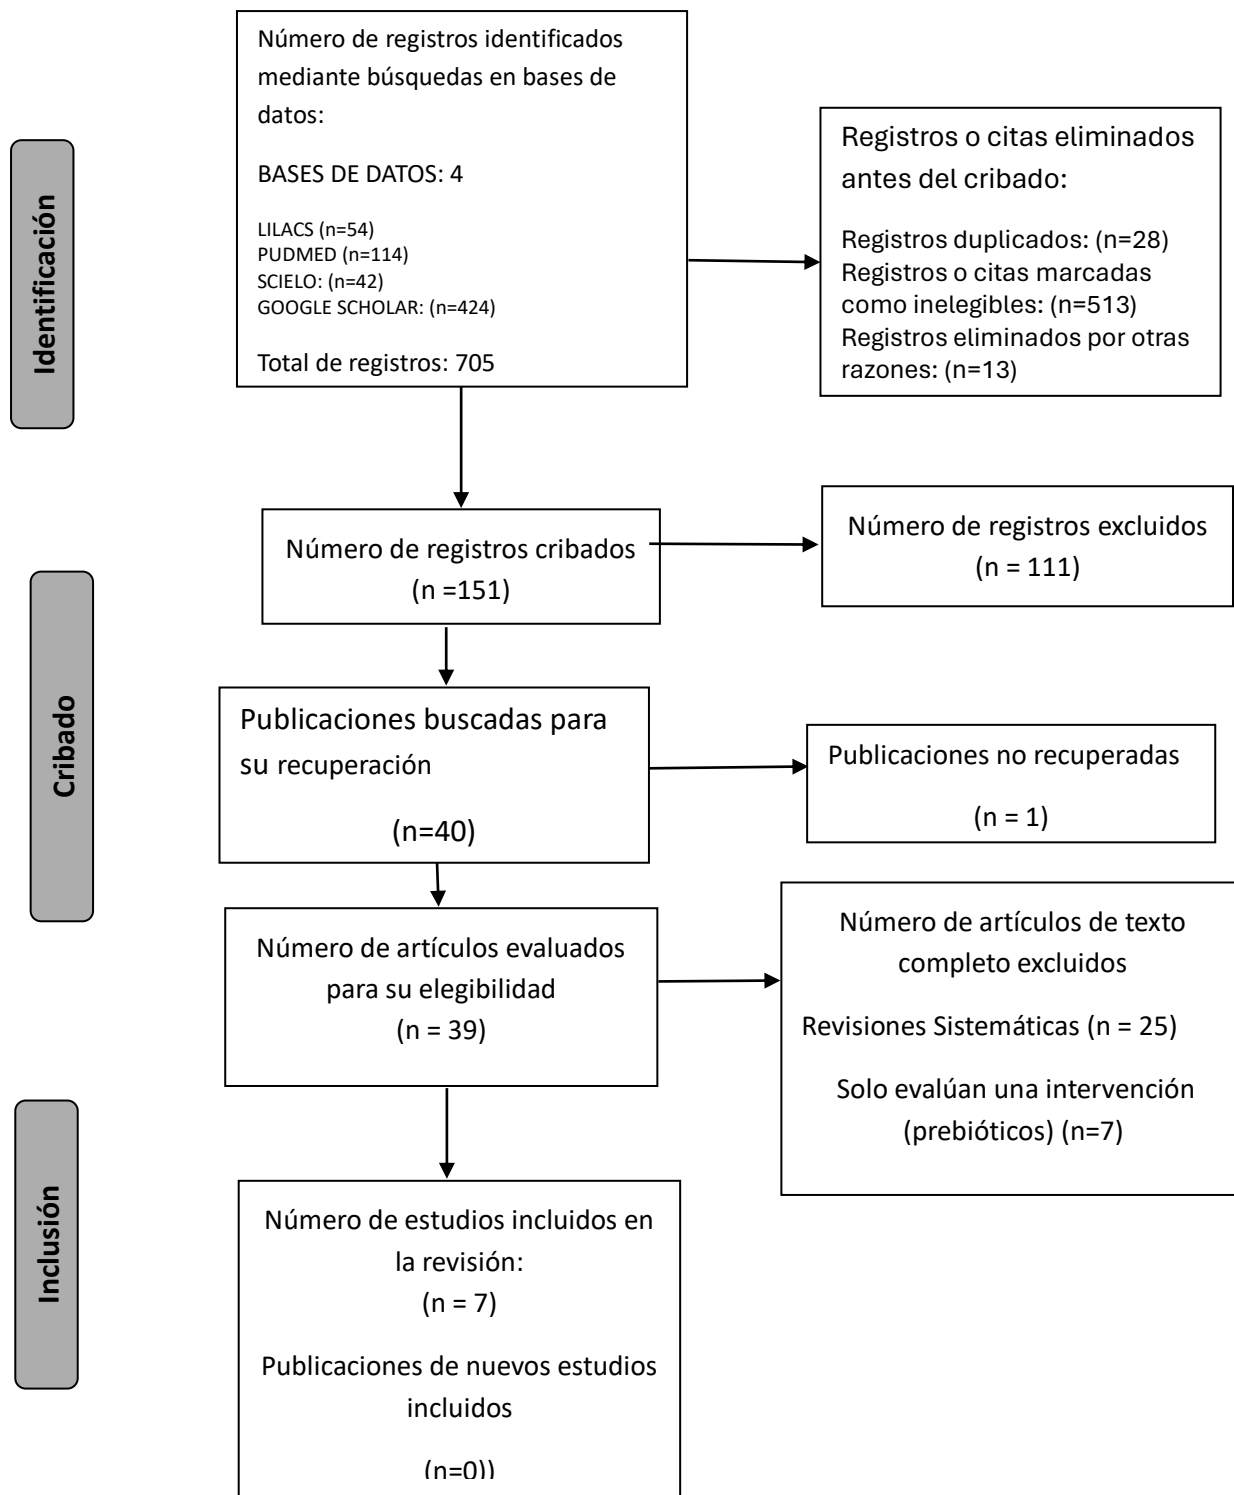 Identificación
Número de registros identificados
mediante búsquedas en bases de
datos:
BASES DE DATOS: 4
LILACS (n=54)
PUDMED (n=114)
SCIELO: (n=42)
GOOGLE SCHOLAR: (n=424)
Total de registros: 705
Registros o citas eliminados
antes del cribado:
Registros duplicados: (n=28)
Registros o citas marcadas
como inelegibles: (n=513)
Registros eliminados por otras
razones: (n=13)
Cribado
Número de registros cribados
(n =151)
Número de registros excluidos
(n = 111)
Publicaciones buscadas para
su recuperación
(n=40)
Publicaciones no recuperadas
(n = 1)
Número de artículos evaluados
para su elegibilidad
(n = 39)
Número de artículos de texto
completo excluidos
Revisiones Sistemáticas (n = 25)
Solo evalúan una intervención
(prebióticos) (n=7)
Inclusión
Número de estudios incluidos en
la revisión:
(n = 7)
Publicaciones de nuevos estudios
incluidos
(n=0))